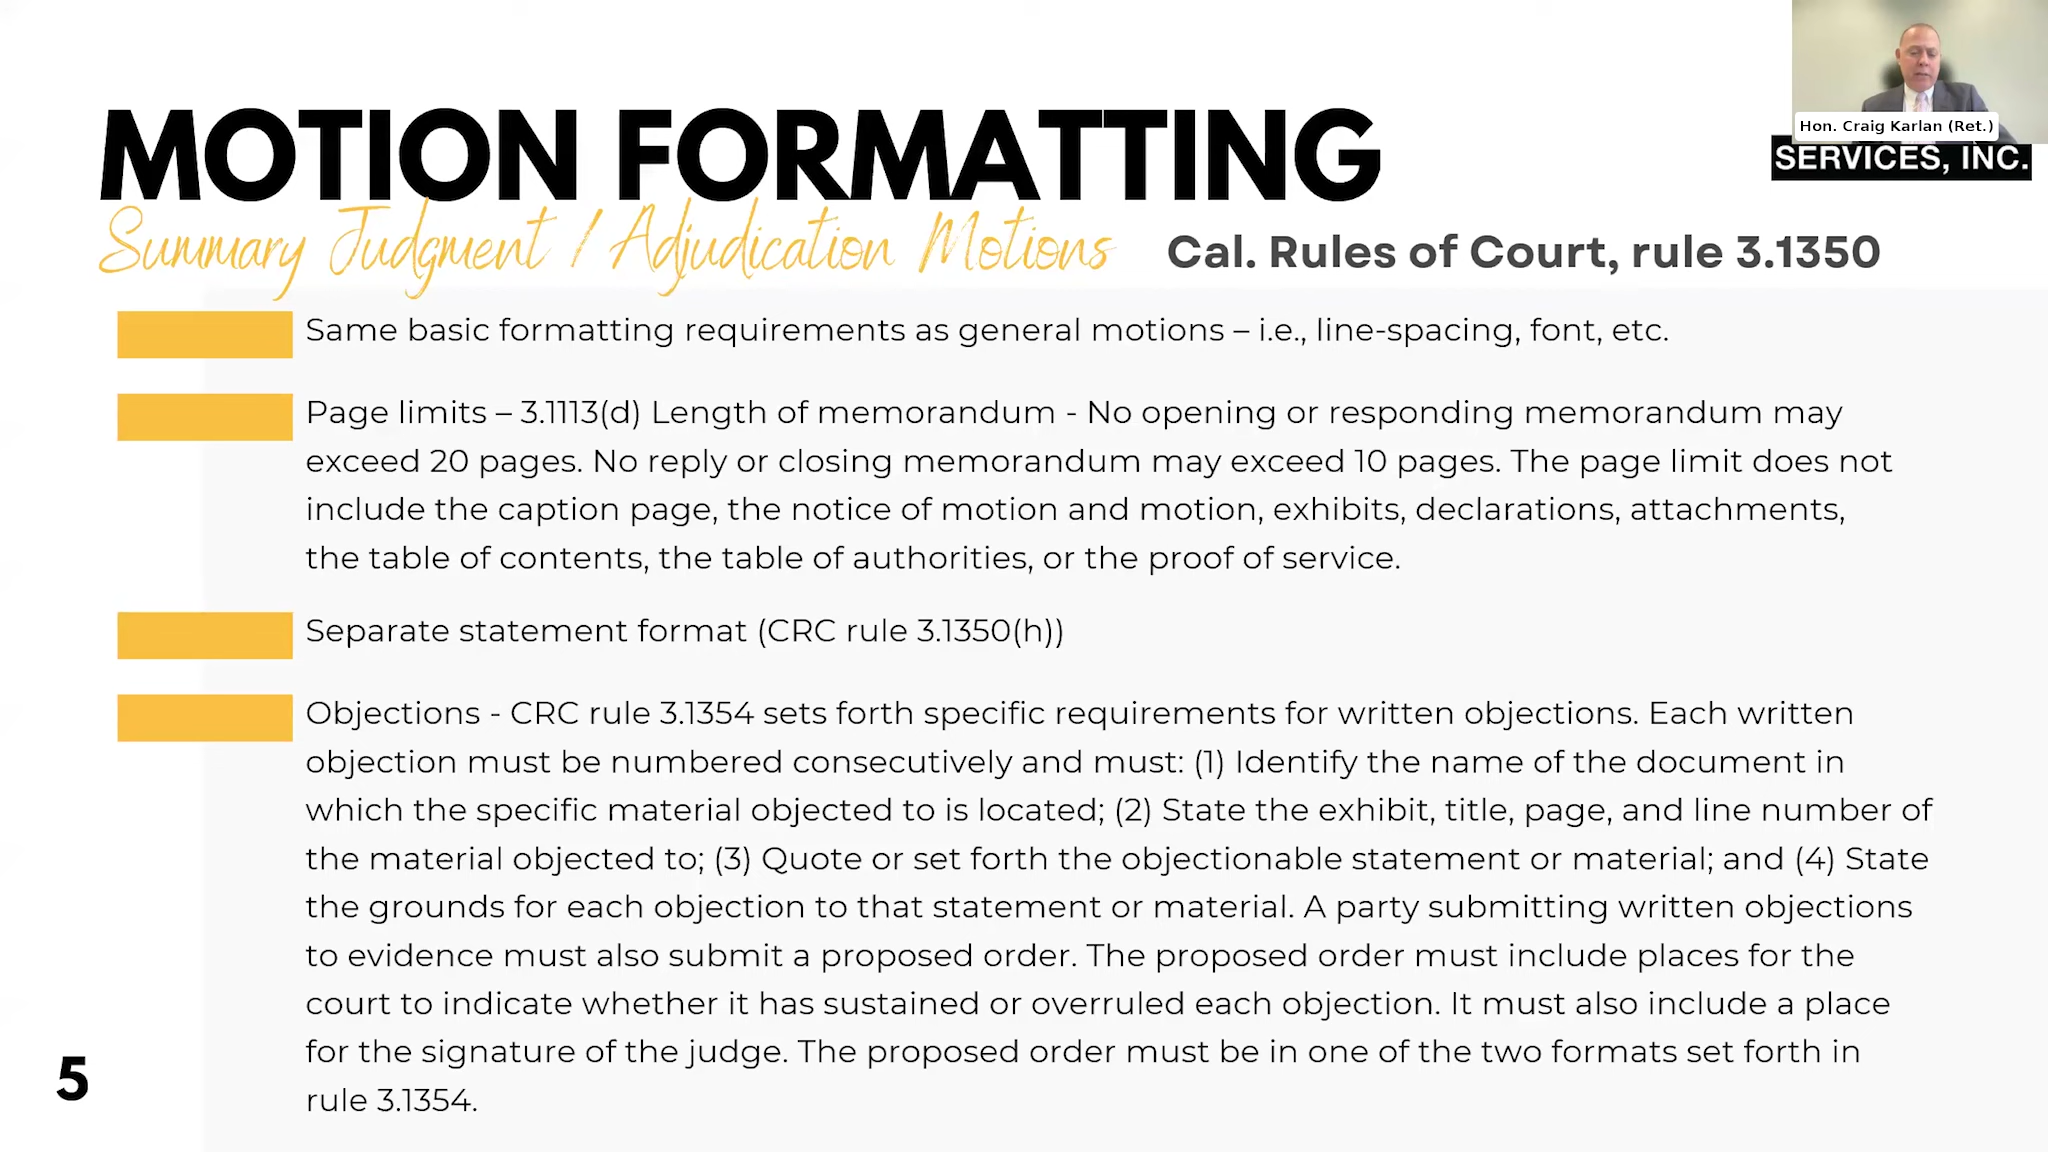 Hon. Craig Karlan (Ret.)
SERVICES, INC.
MOTION FORMATTING
Summary Judgment / Adjudication Motions
Cal. Rules of Court, rule 3.1350
Same basic formatting requirements as general motions – i.e., line-spacing, font, etc.
Page limits – 3.1113(d) Length of memorandum - No opening or responding memorandum may
exceed 20 pages. No reply or closing memorandum may exceed 10 pages. The page limit does not
include the caption page, the notice of motion and motion, exhibits, declarations, attachments,
the table of contents, the table of authorities, or the proof of service.
Separate statement format (CRC rule 3.1350(h))
Objections - CRC rule 3.1354 sets forth specific requirements for written objections. Each written
objection must be numbered consecutively and must: (1) Identify the name of the document in
which the specific material objected to is located; (2) State the exhibit, title, page, and line number of
the material objected to; (3) Quote or set forth the objectionable statement or material; and (4) State
the grounds for each objection to that statement or material. A party submitting written objections
to evidence must also submit a proposed order. The proposed order must include places for the
court to indicate whether it has sustained or overruled each objection. It must also include a place
for the signature of the judge. The proposed order must be in one of the two formats set forth in
rule 3.1354.
5